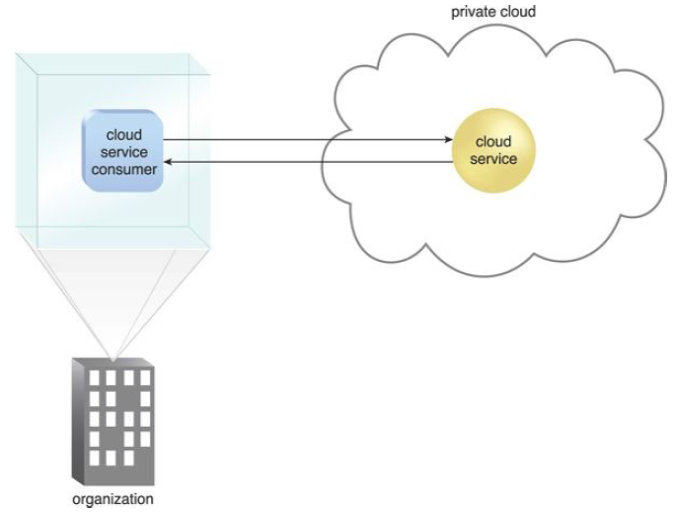 private cloud
cloud
service
consumer
cloud
service
organization